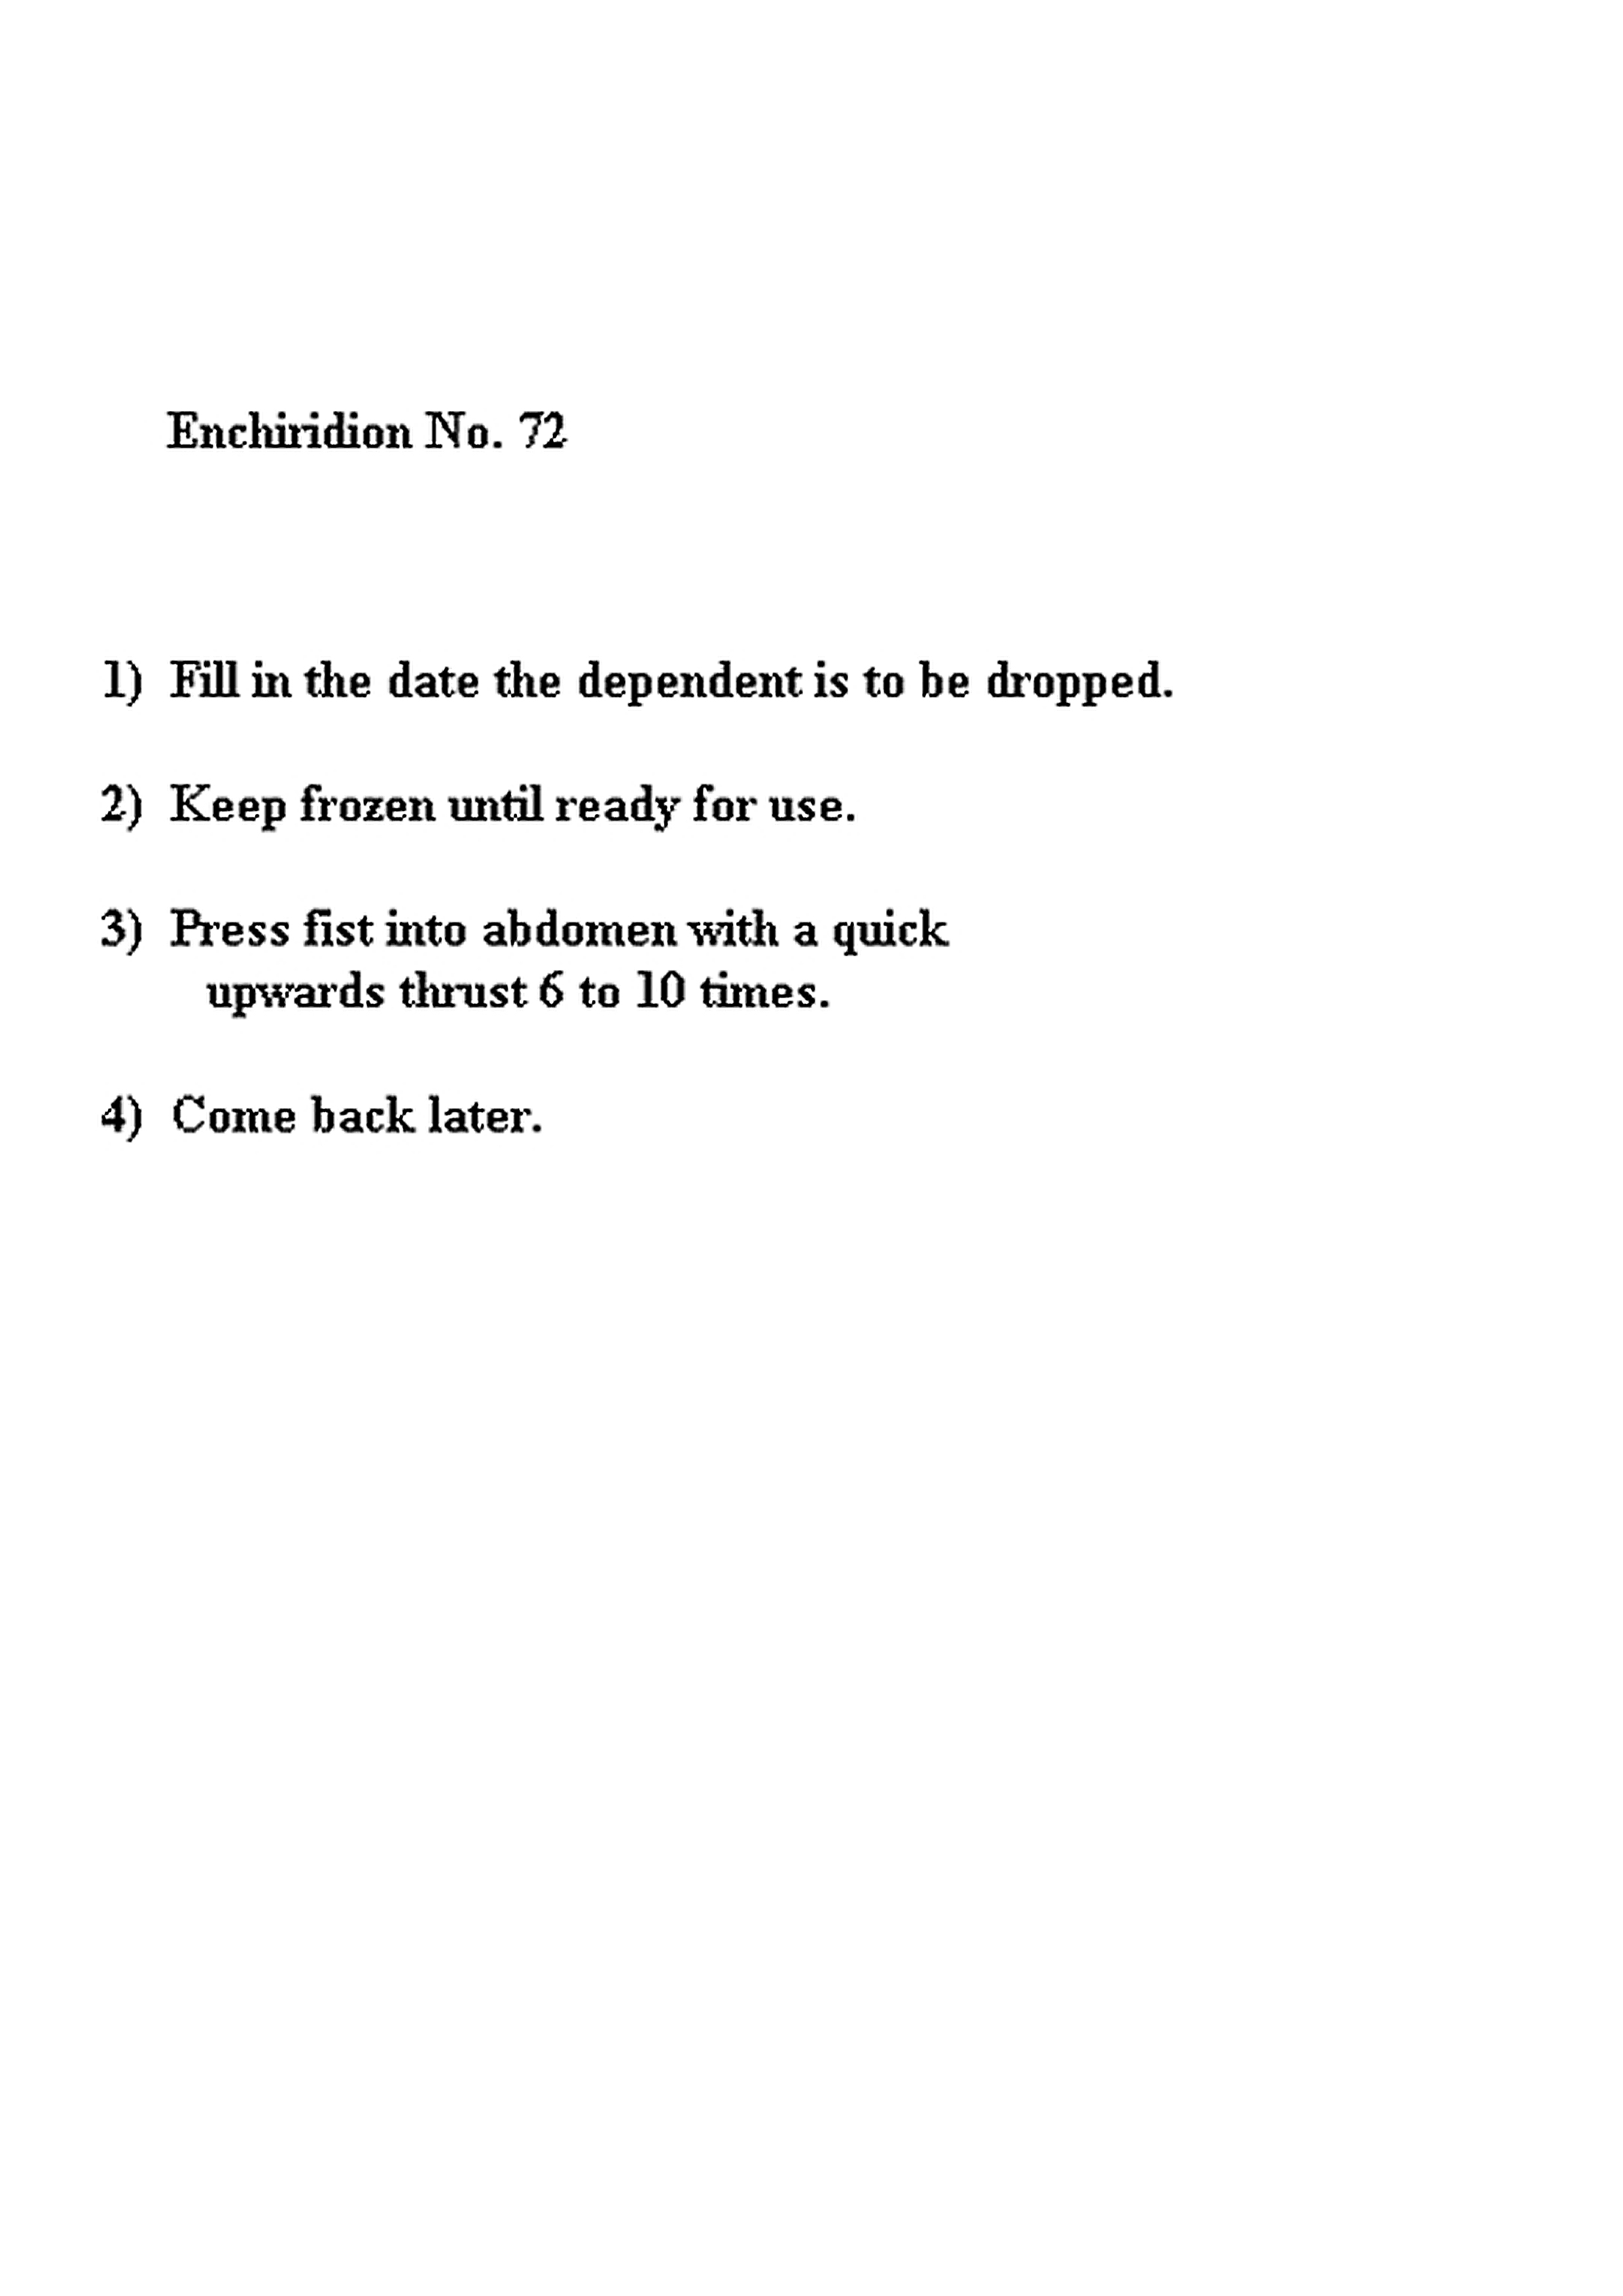 Enchiridion No. 72
1) Fill in the date the dependent is to be dropped.
2) Keep frozen until ready for use.
3) Press fist into abdomen with a quick
upwards thrust 6 to 10 times.
4) Come back later.